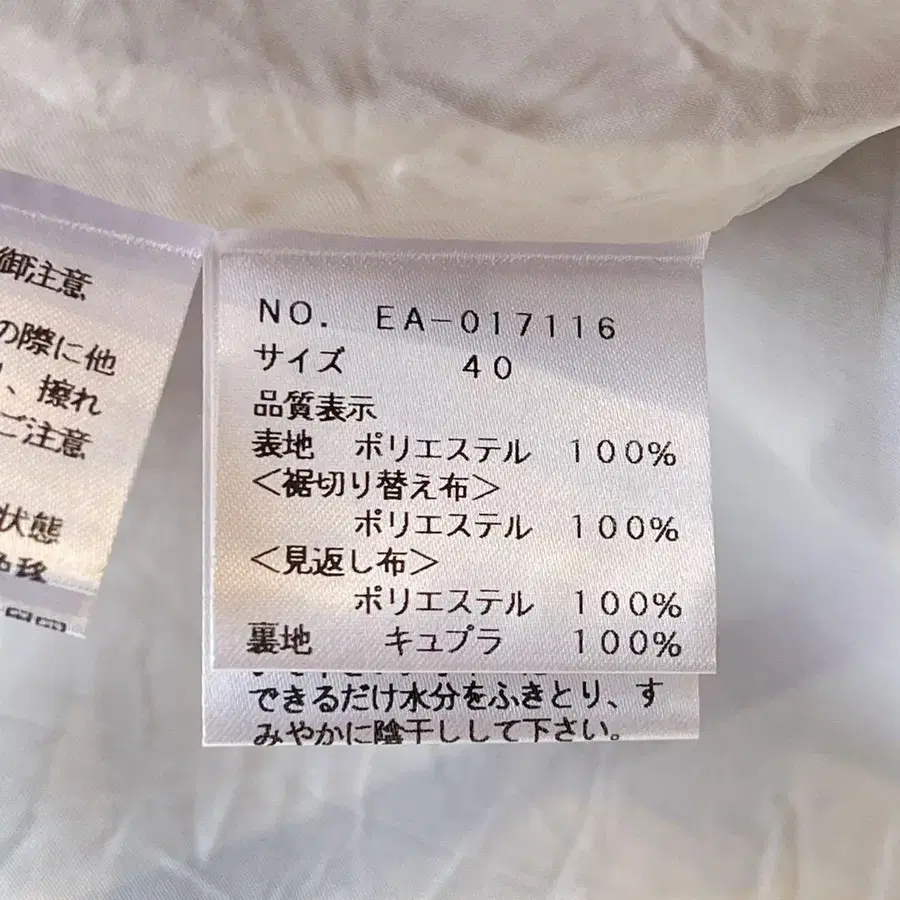 御注意
の際に他
、擦れ
ご注意
状態
NO. EA-017116
サイズ 40
品質表示
表地 ポリエステル 100%
<裾切り替え布>
ポリエステル 100%
<見返し布>
ポリエステル 100%
裏地 キュプラ 100%
できるだけ水分をふきとり、す
みやかに陰干しして下さい。